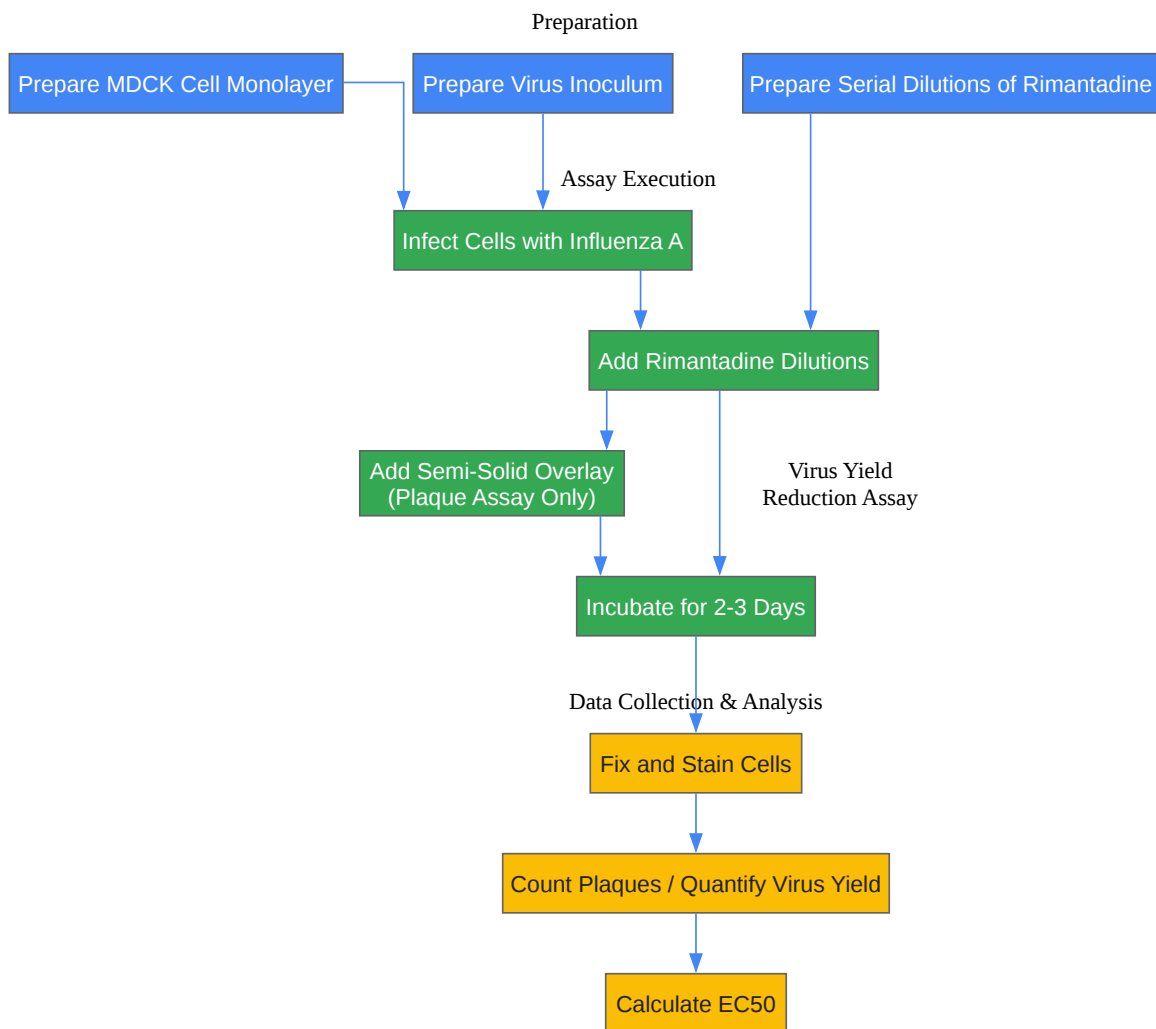 Preparation
Prepare MDCK Cell Monolayer
Prepare Virus Inoculum
Prepare Serial Dilutions of Rimantadine
Assay Execution
Infect Cells with Influenza A
Add Rimantadine Dilutions
Add Semi-Solid Overlay
(Plaque Assay Only)
Virus Yield
Reduction Assay
Incubate for 2-3 Days
Data Collection & Analysis
Fix and Stain Cells
Count Plaques / Quantify Virus Yield
Calculate EC50